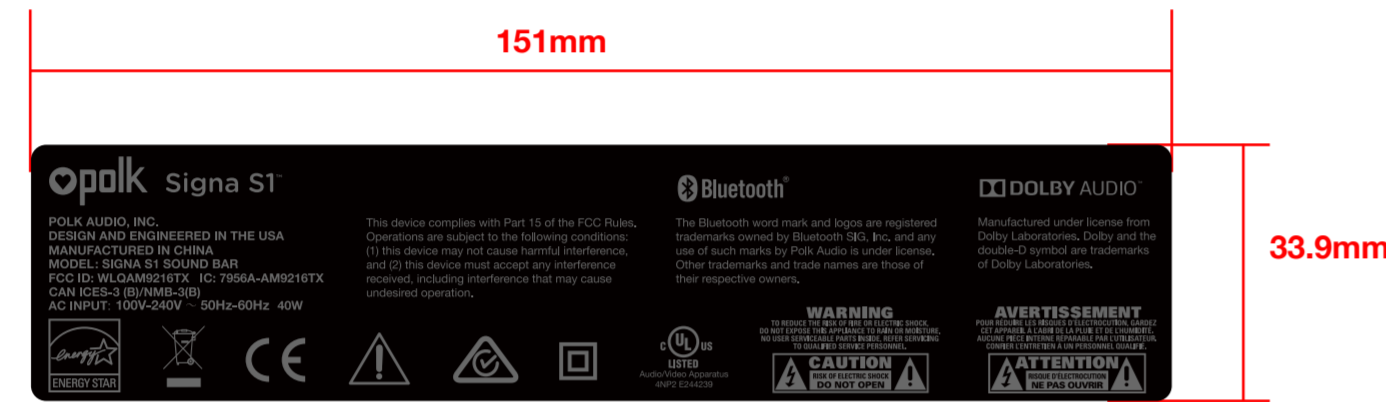 151mm
33.9mm
polk Signa S1™
POLK AUDIO, INC.
DESIGN AND ENGINEERED IN THE USA
MANUFACTURED IN CHINA
MODEL: SIGNA S1 SOUND BAR
FCC ID: WLQAM9216TX IC: 7956A-AM9216TX
CAN ICES-3 (B)/NMB-3(B)
AC INPUT: 100V-240V ~ 50Hz-60Hz 40W
This device complies with Part 15 of the FCC Rules.
Operations are subject to the following conditions:
(1) this device may not cause harmful interference,
and (2) this device must accept any interference
received, including interference that may cause
undesired operation.
Bluetooth®
The Bluetooth word mark and logos are registered
trademarks owned by Bluetooth SIG, Inc. and any
use of such marks by Polk Audio is under license.
Other trademarks and trade names are those of
their respective owners.
DOLBY AUDIO™
Manufactured under license from
Dolby Laboratories. Dolby and the
double-D symbol are trademarks
of Dolby Laboratories.
energy
ENERGY STAR
CE
C UL US
LISTED
Audio/Video Apparatus
4NP2 E244239
WARNING
TO REDUCE THE RISK OF FIRE OR ELECTRIC SHOCK,
DO NOT EXPOSE THIS APPLIANCE TO RAIN OR MOISTURE.
NO USER SERVICEABLE PARTS INSIDE, REFER SERVICING
TO QUALIFIED SERVICE PERSONNEL.
CAUTION
RISK OF ELECTRIC SHOCK
DO NOT OPEN
AVERTISSEMENT
POUR RÉDUIRE LES RISQUES D'ELECTROCUTION, GARDEZ
CET APPAREIL À L'ABRI DE LA PLUIE ET DE L'HUMIDITÉ.
AUCUNE PIÈCE INTERNE RÉPARABLE PAR L'UTILISATEUR.
CONFIER L'ENTRETIEN À UN PERSONNEL QUALIFIÉ.
ATTENTION
RISQUE D'ELECTROCUTION
NE PAS OUVRIR